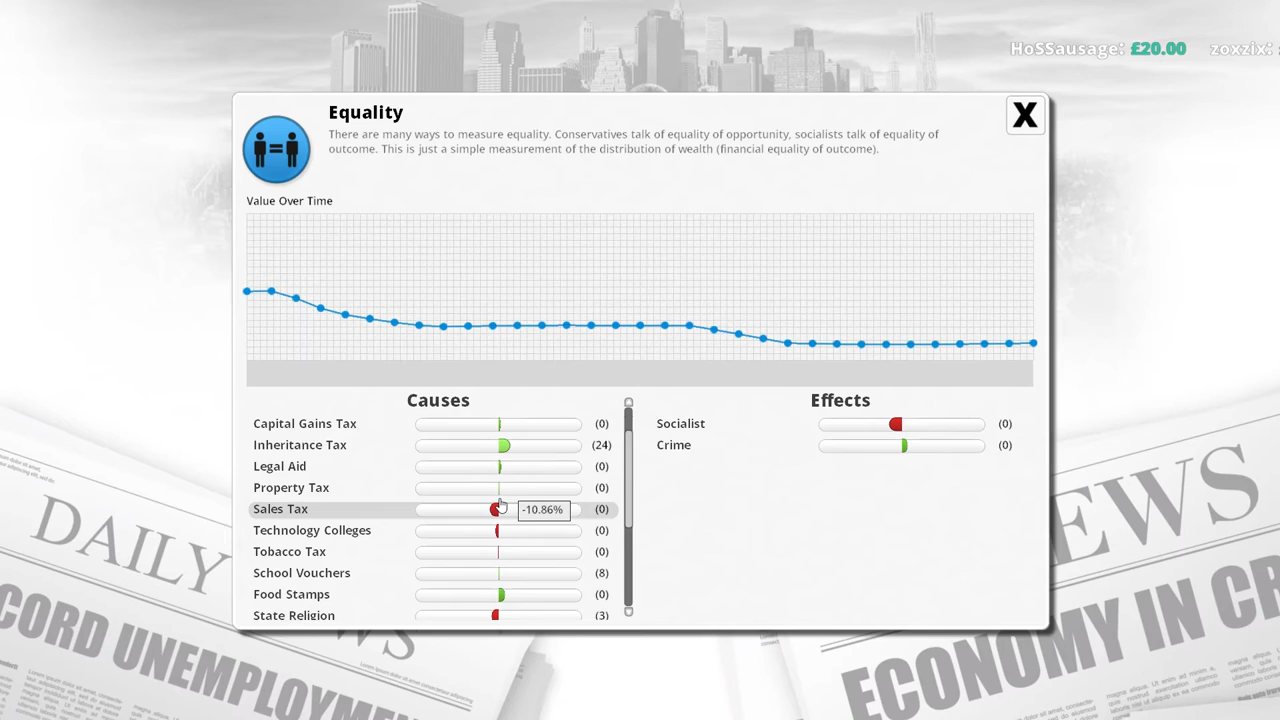 HoSSausage: £20.00 zoxzix:
Equality
X
There are many ways to measure equality. Conservatives talk of equality of opportunity, socialists talk of equality of
outcome. This is just a simple measurement of the distribution of wealth (financial equality of outcome).
Value Over Time
Causes
Capital Gains Tax (0)
Inheritance Tax (24)
Legal Aid (0)
Property Tax (0)
Sales Tax -10.86% (0)
Technology Colleges (0)
Tobacco Tax (0)
School Vouchers (8)
Food Stamps (0)
State Religion (3)
Effects
Socialist (0)
Crime (0)
DAILY
NEWS
CORD UNEMPLOYME
EWS
ECONOMY IN CR